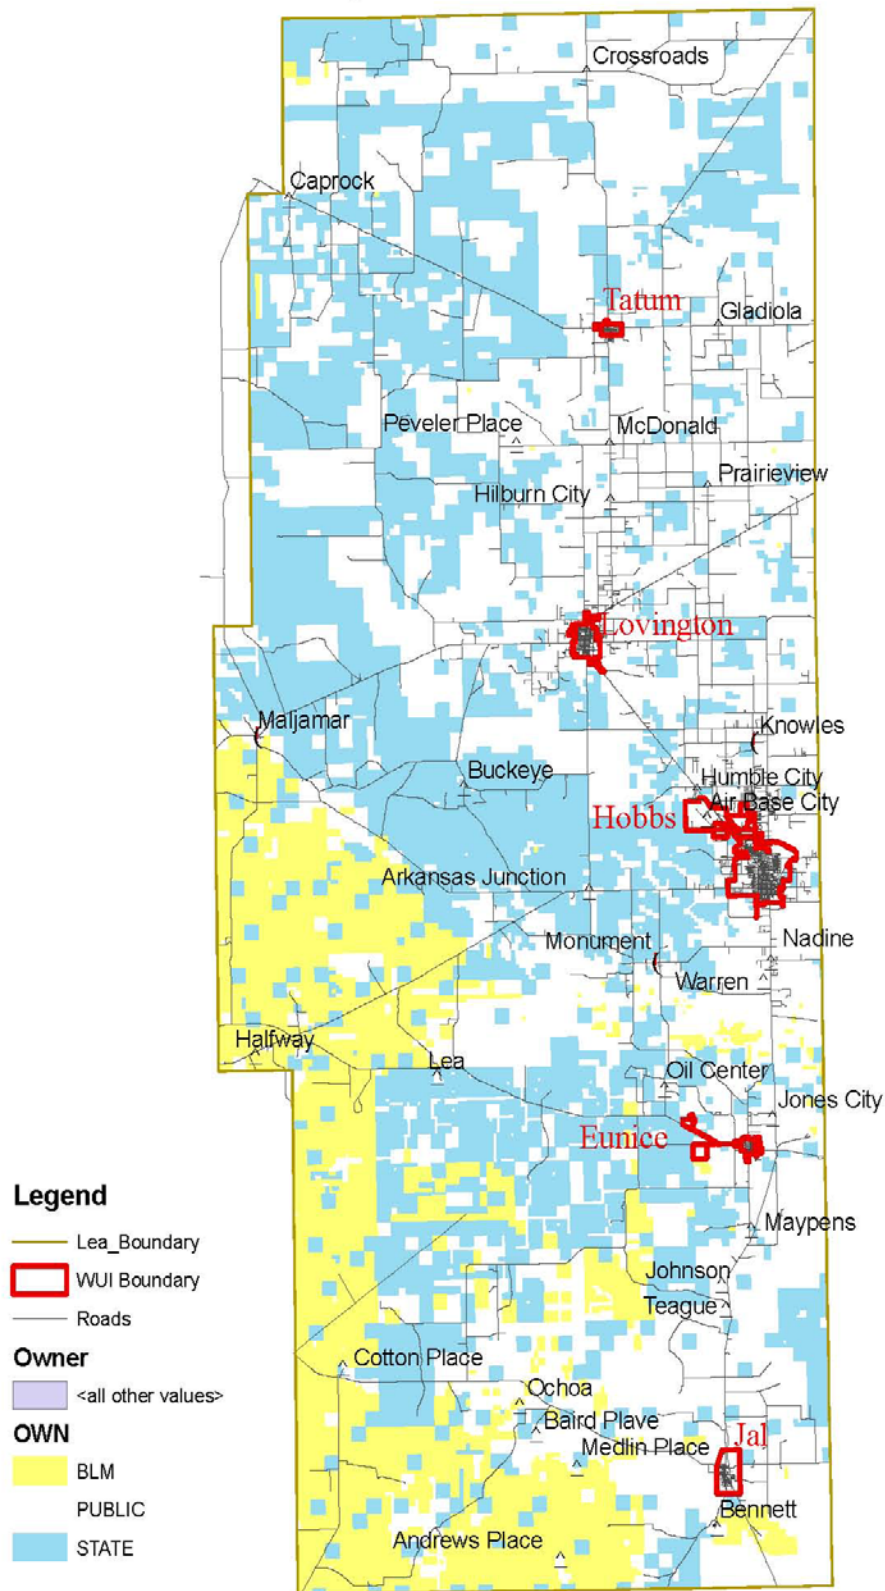 Crossroads
Caprock
Tatum
Gladiola
Peveler Place
McDonald
Prairieview
Hilburn City
Lovington
Maljamar
Knowles
Buckeye
Humble City
Air Base City
Hobbs
Arkansas Junction
Monument
Nadine
Warren
Halfway
Lea
Oil Center
Jones City
Eunice
Maypens
Johnson
Teague
Cotton Place
Ochoa
Baird Plave
Medlin Place
Jal
Bennett
Andrews Place
Legend
Lea_Boundary
WUI Boundary
Roads
Owner
<all other values>
OWN
BLM
PUBLIC
STATE